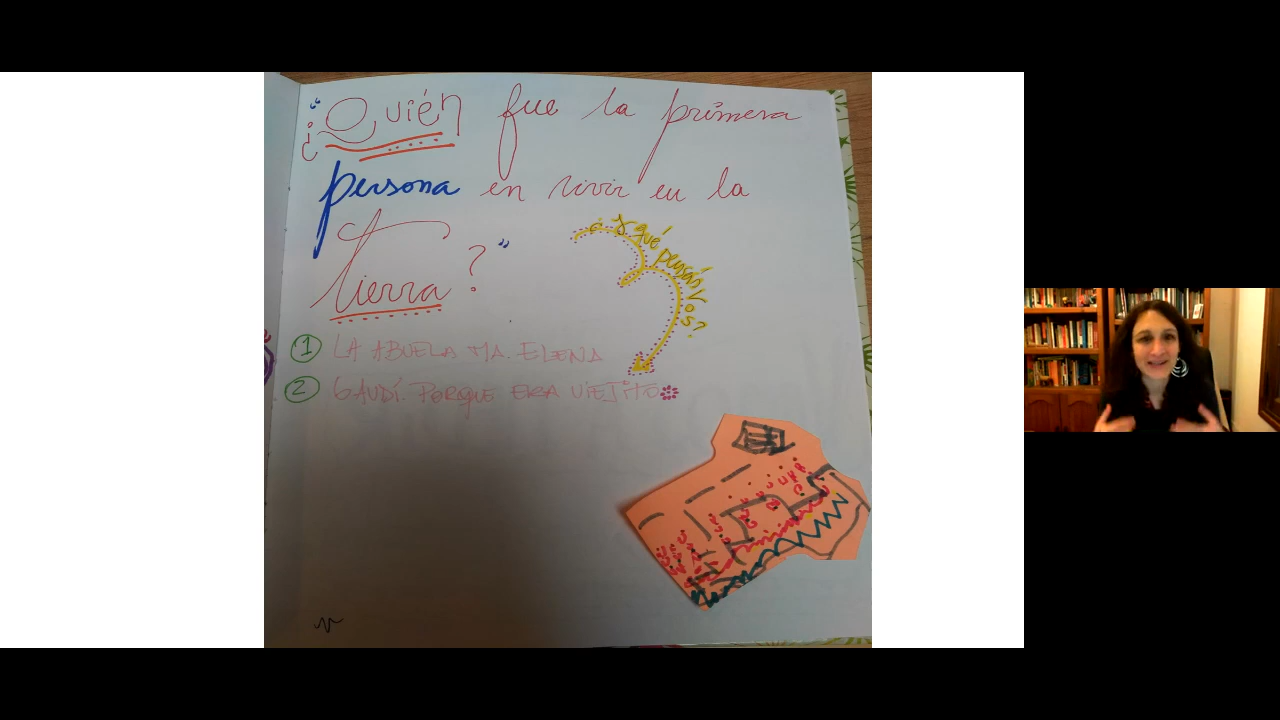 "¿Quién fue la primera
persona en vivir en la
Tierra?"
¿Y qué pensás vos?
1 LA ABUELA MA. ELENA
2 GAUDÍ. PORQUE ERA VIEJITO